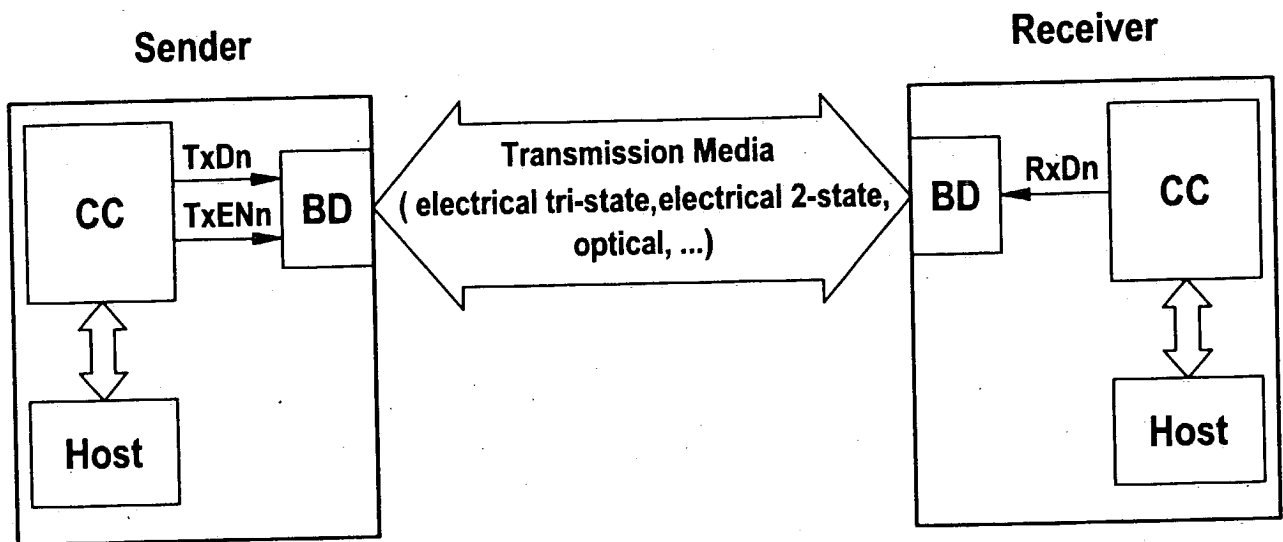 Sender
Receiver
CC
TxDn
TxENn
BD
Host
Transmission Media
( electrical tri-state,electrical 2-state,
optical, ...)
BD
RxDn
CC
Host